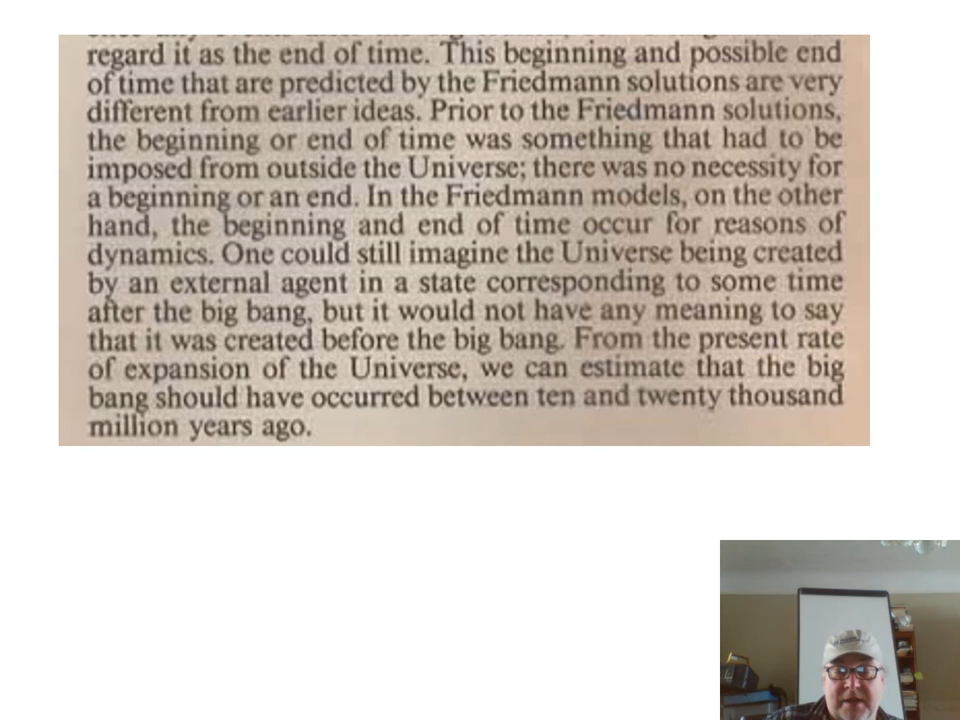 regard it as the end of time. This beginning and possible end
of time that are predicted by the Friedmann solutions are very
different from earlier ideas. Prior to the Friedmann solutions,
the beginning or end of time was something that had to be
imposed from outside the Universe; there was no necessity for
a beginning or an end. In the Friedmann models, on the other
hand, the beginning and end of time occur for reasons of
dynamics. One could still imagine the Universe being created
by an external agent in a state corresponding to some time
after the big bang, but it would not have any meaning to say
that it was created before the big bang. From the present rate
of expansion of the Universe, we can estimate that the big
bang should have occurred between ten and twenty thousand
million years ago.